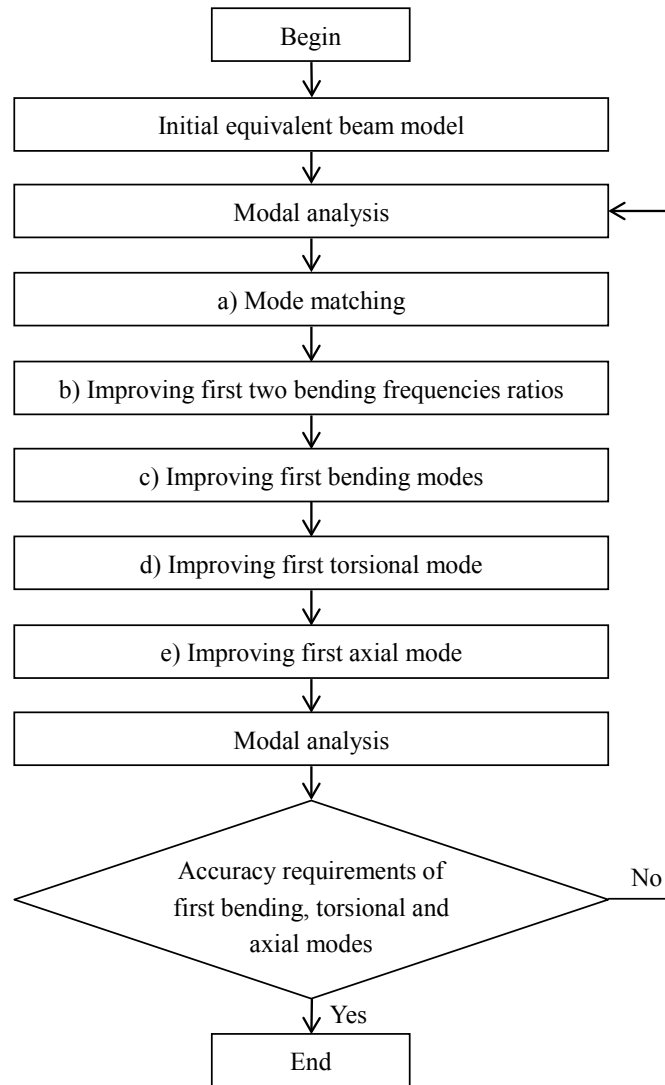 Begin
Initial equivalent beam model
Modal analysis
a) Mode matching
b) Improving first two bending frequencies ratios
c) Improving first bending modes
d) Improving first torsional mode
e) Improving first axial mode
Modal analysis
Accuracy requirements of
first bending, torsional and
axial modes
No
Yes
End